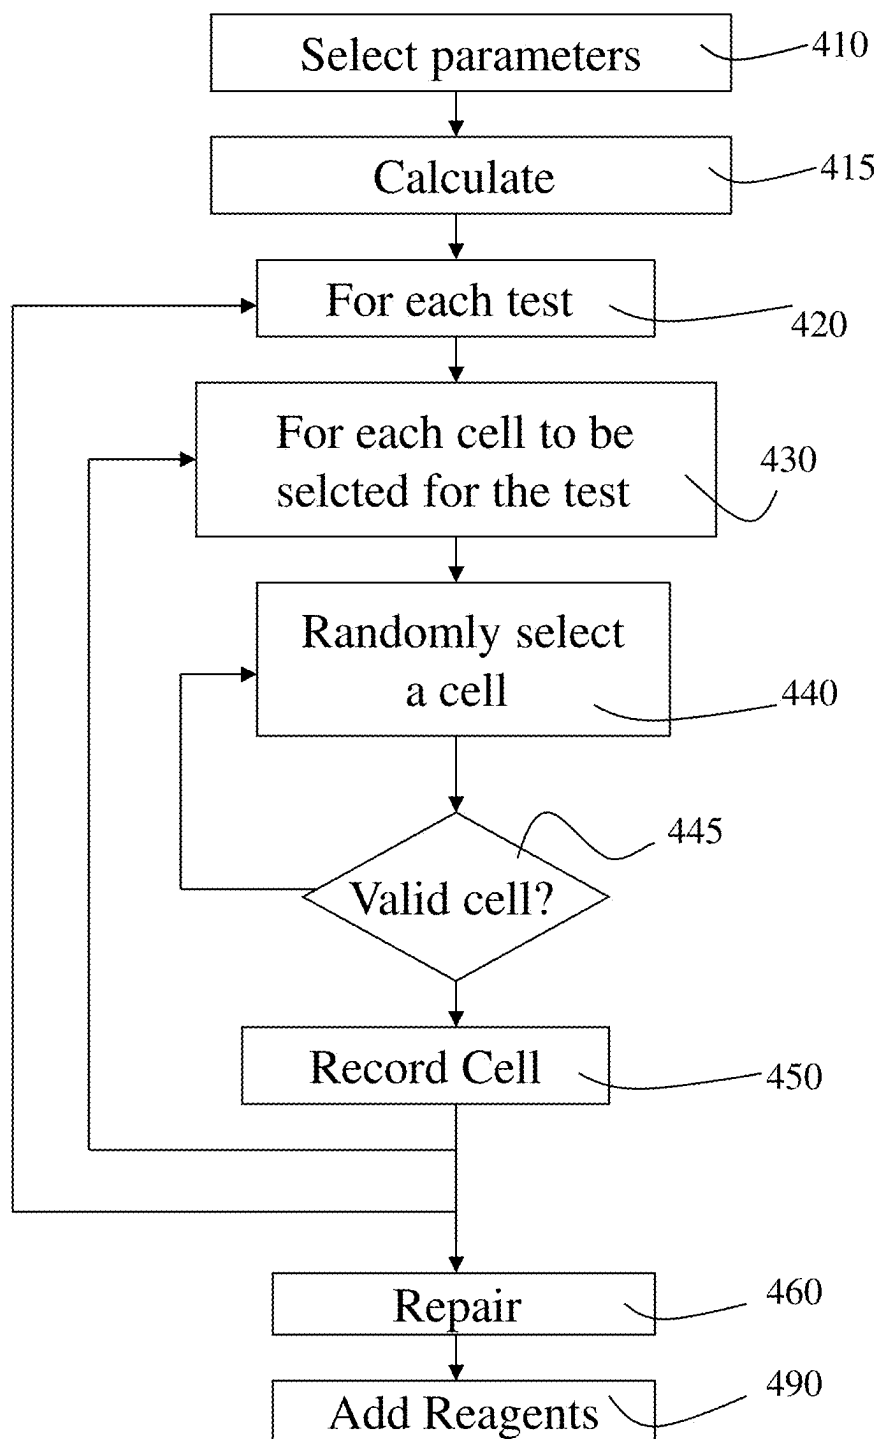 Select parameters
410
Calculate
415
For each test
420
For each cell to be
selcted for the test
430
Randomly select
a cell
440
Valid cell?
445
Record Cell
450
Repair
460
Add Reagents
490